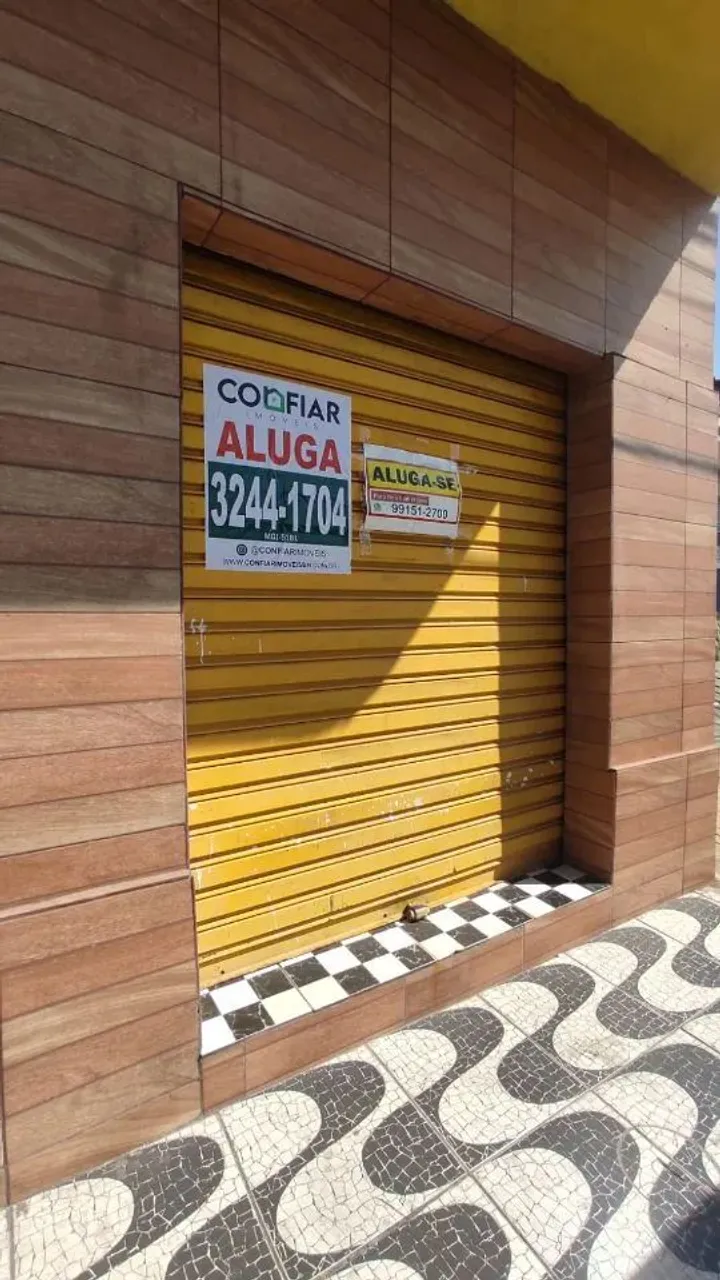 CONFIAR
IMÓVEIS
ALUGA
3244-1704
@CONFIARIMOVEIS
ALUGA-SE
99151-2700